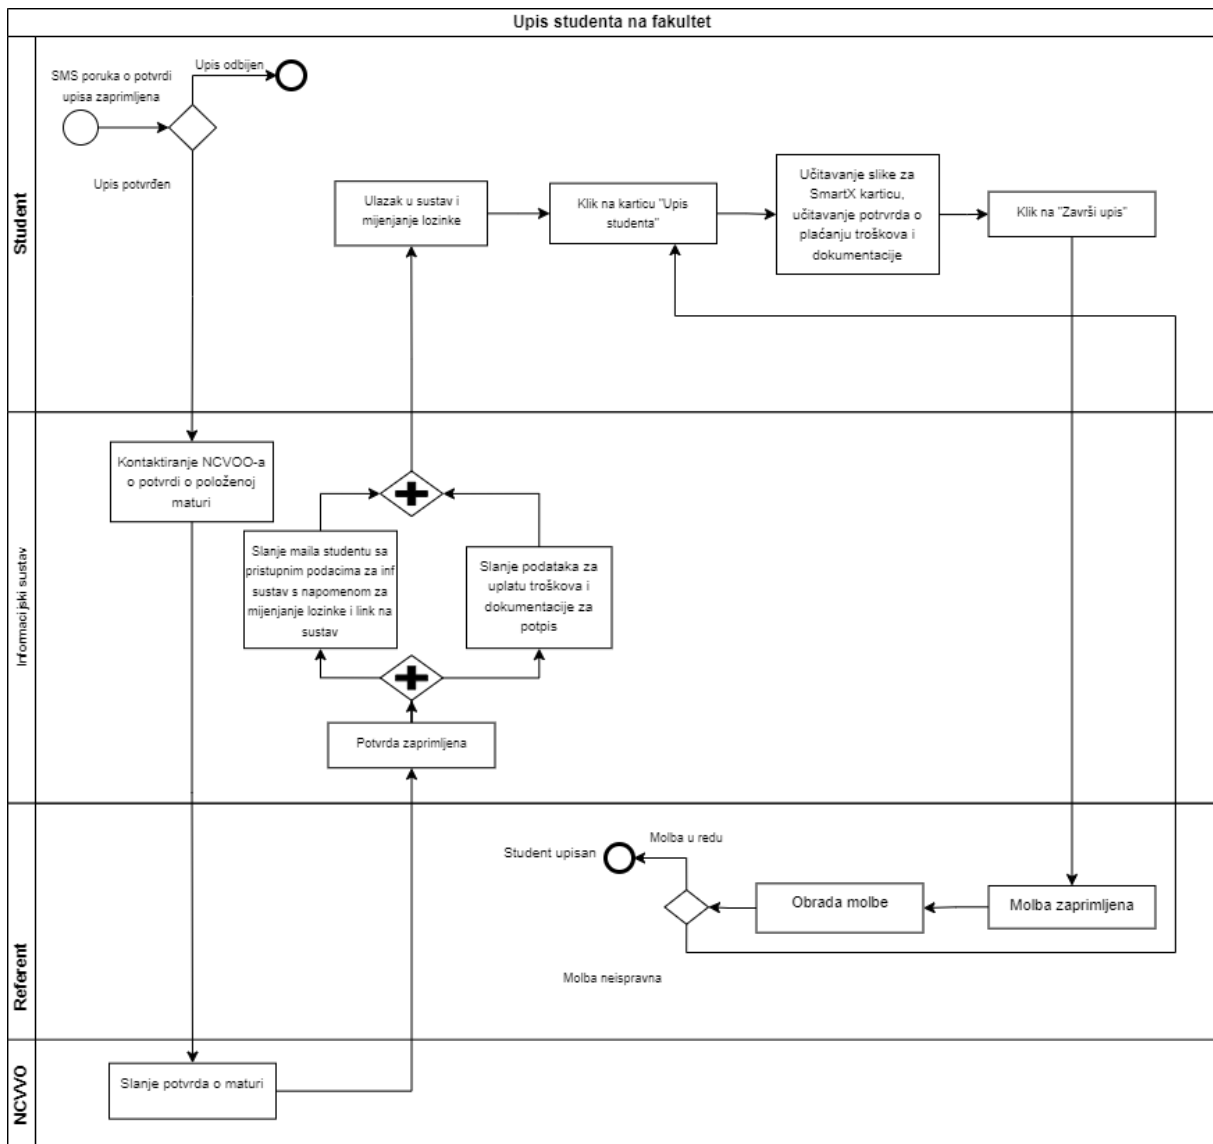 Upis studenta na fakultet
Student
SMS poruka o potvrdi
upisa zaprimljena
Upis odbijen
Upis potvrđen
Ulazak u sustav i
mijenjanje lozinke
Klik na karticu "Upis
studenta"
Učitavanje slike za
SmartX karticu,
učitavanje potrvrda o
plaćanju troškova i
dokumentacije
Klik na "Završi upis"
Informacijski sustav
Kontaktiranje NCVOO-a
o potvrdi o položenoj
maturi
Slanje maila studentu sa
pristupnim podacima za inf
sustav s napomenom za
mijenjanje lozinke i link na
sustav
Slanje podataka za
uplatu troškova i
dokumentacije za
potpis
Potvrda zaprimljena
Referent
Student upisan
Molba u redu
Obrada molbe
Molba zaprimljena
Molba neispravna
NCVVO
Slanje potvrda o maturi